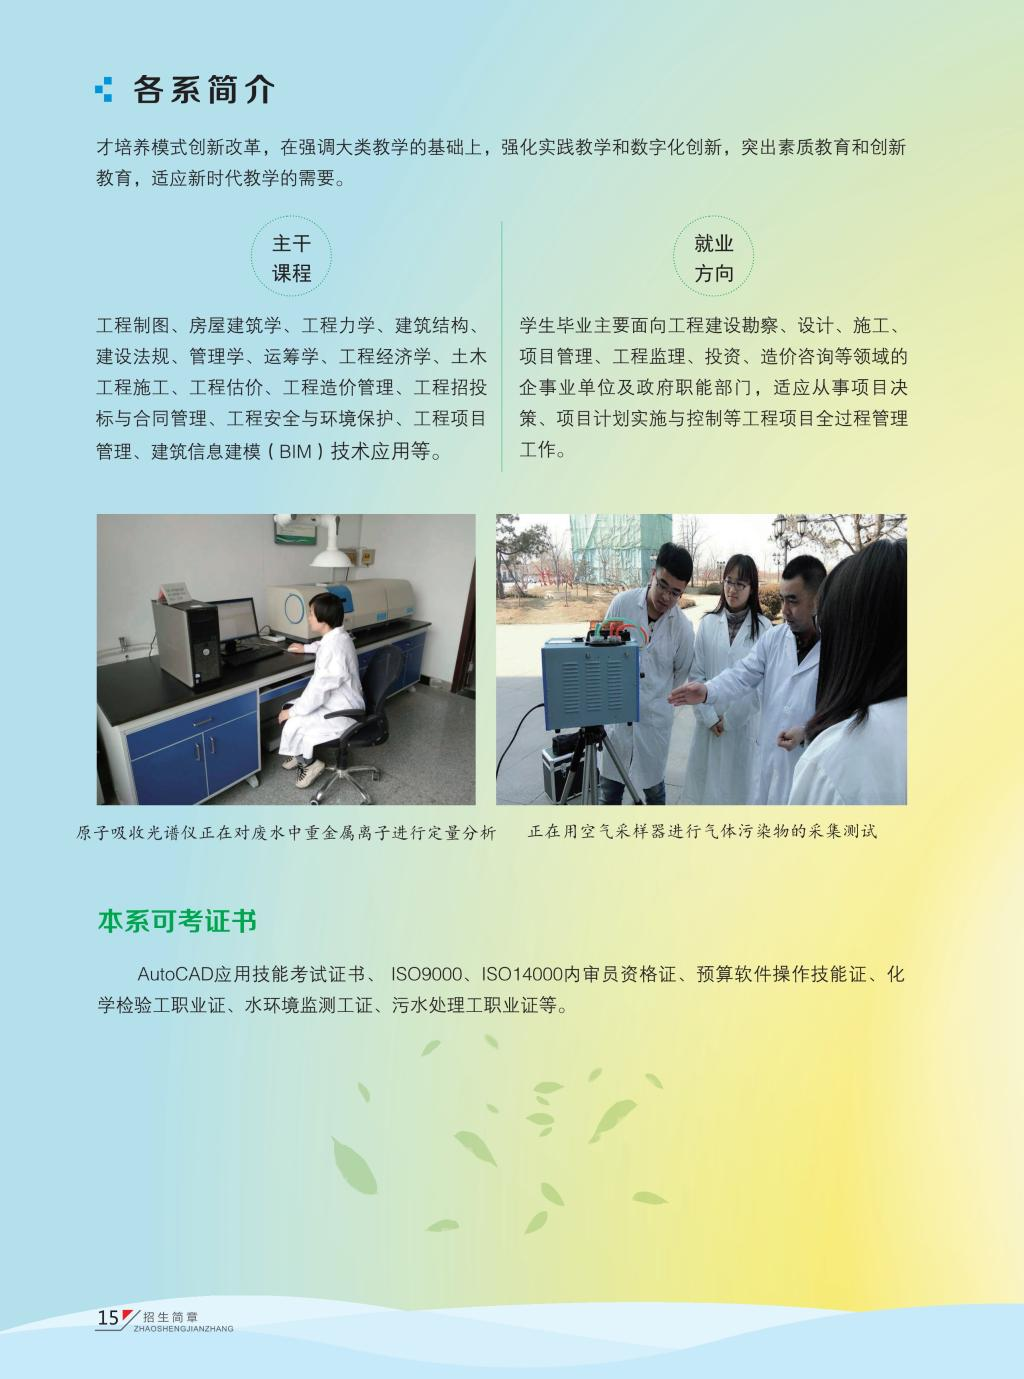 各系简介
才培养模式创新改革，在强调大类教学的基础上，强化实践教学和数字化创新，突出素质教育和创新
教育，适应新时代教学的需要。
主干
课程
工程制图、房屋建筑学、工程力学、建筑结构、
建设法规、管理学、运筹学、工程经济学、土木
工程施工、工程估价、工程造价管理、工程招投
标与合同管理、工程安全与环境保护、工程项目
管理、建筑信息建模（BIM）技术应用等。
就业
方向
学生毕业主要面向工程建设勘察、设计、施工、
项目管理、工程监理、投资、造价咨询等领域的
企事业单位及政府职能部门，适应从事项目决
策、项目计划实施与控制等工程项目全过程管理
工作。
原子吸收光谱仪正在对废水中重金属离子进行定量分析
正在用空气采样器进行气体污染物的采集测试
本系可考证书
AutoCAD应用技能考试证书、 ISO9000、ISO14000内审员资格证、预算软件操作技能证、化
学检验工职业证、水环境监测工证、污水处理工职业证等。
15 招生简章
ZHAOSHENGJIANZHANG